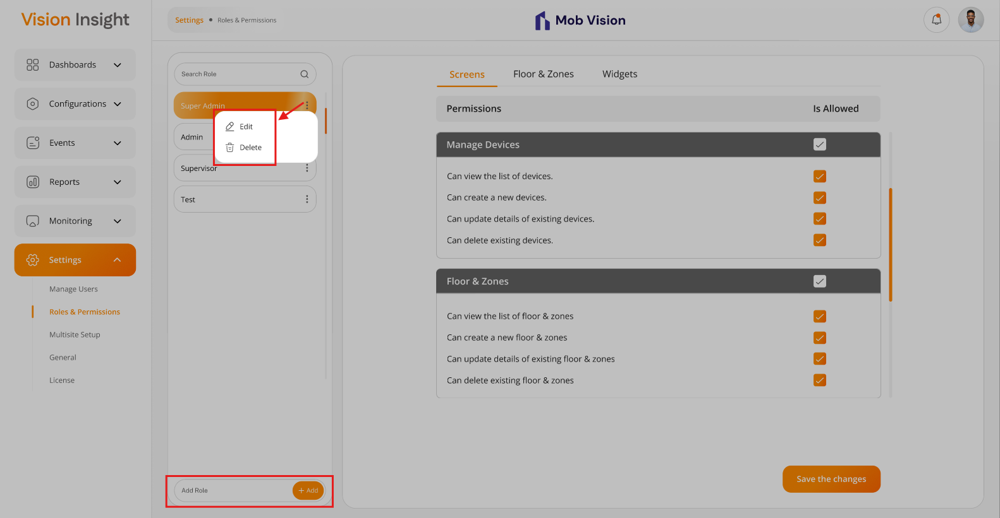 Vision Insight
Settings • Roles & Permissions
Mob Vision
Dashboards
Configurations
Events
Reports
Monitoring
Settings
Manage Users
Roles & Permissions
Multisite Setup
General
License
Search Role
Super Admin
Edit
Delete
Admin
Supervisor
Test
Add Role
+ Add
Screens Floor & Zones Widgets
Permissions Is Allowed
Manage Devices
Can view the list of devices.
Can create a new devices.
Can update details of existing devices.
Can delete existing devices.
Floor & Zones
Can view the list of floor & zones
Can create a new floor & zones
Can update details of existing floor & zones
Can delete existing floor & zones
Save the changes